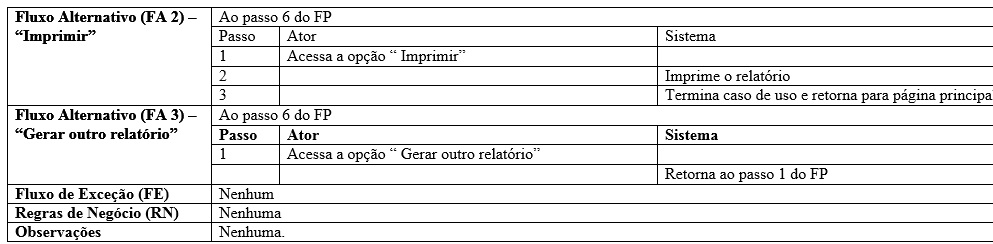 Fluxo Alternativo (FA 2) – Ao passo 6 do FP
“Imprimir” Passo Ator Sistema
1 Acessa a opção “ Imprimir”
2 Imprime o relatório
3 Termina caso de uso e retorna para página principal
Fluxo Alternativo (FA 3) – Ao passo 6 do FP
“Gerar outro relatório” Passo Ator Sistema
1 Acessa a opção “ Gerar outro relatório”
Retorna ao passo 1 do FP
Fluxo de Exceção (FE) Nenhum
Regras de Negócio (RN) Nenhuma
Observações Nenhuma.